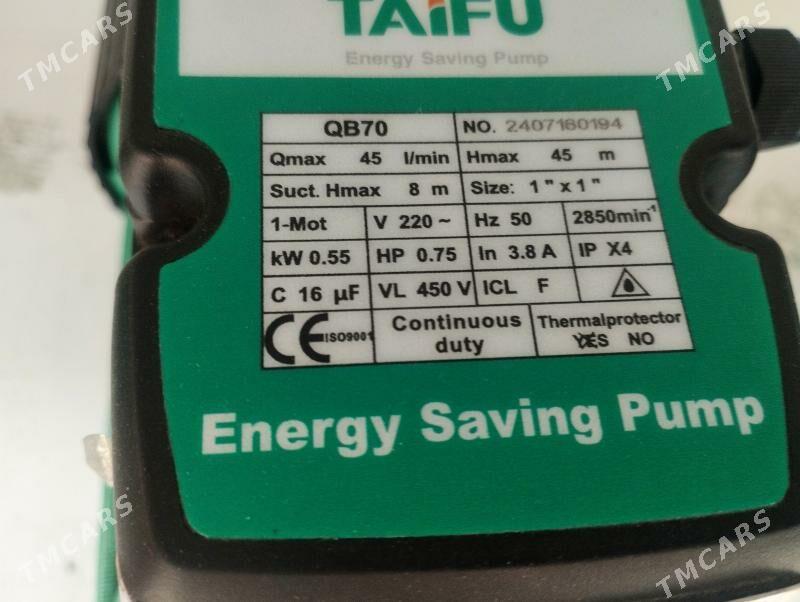 TAIFU
Energy Saving Pump
QB70 NO. 2407160194
Qmax 45 l/min Hmax 45 m
Suct. Hmax 8 m Size: 1 " x 1 "
1-Mot V 220 ~ Hz 50 2850min⁻¹
kW 0.55 HP 0.75 In 3.8 A IP X4
C 16 µF VL 450 V ICL F
CE ISO9001 Continuous duty Thermalprotector
YES NO
Energy Saving Pump
TMCARS
TMCARS
TMCARS
TMCARS